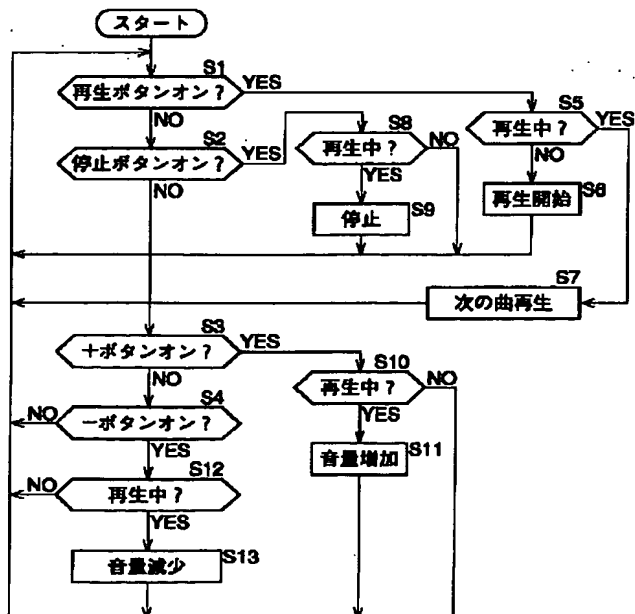 スタート
S1
再生ボタンオン?
YES
NO
S2
停止ボタンオン?
YES
NO
S8
再生中?
NO
YES
S9
停止
S5
再生中?
YES
NO
S6
再生開始
S7
次の曲再生
S3
+ボタンオン?
YES
NO
S10
再生中?
NO
YES
S11
音量増加
S4
NO
ーボタンオン?
YES
S12
NO
再生中?
YES
S13
音量減少